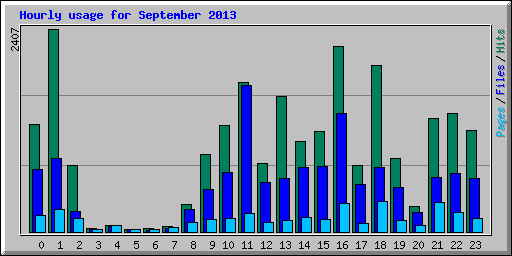 Hourly usage for September 2013
2407
Pages / Files / Hits
0 1 2 3 4 5 6 7 8 9 10 11 12 13 14 15 16 17 18 19 20 21 22 23